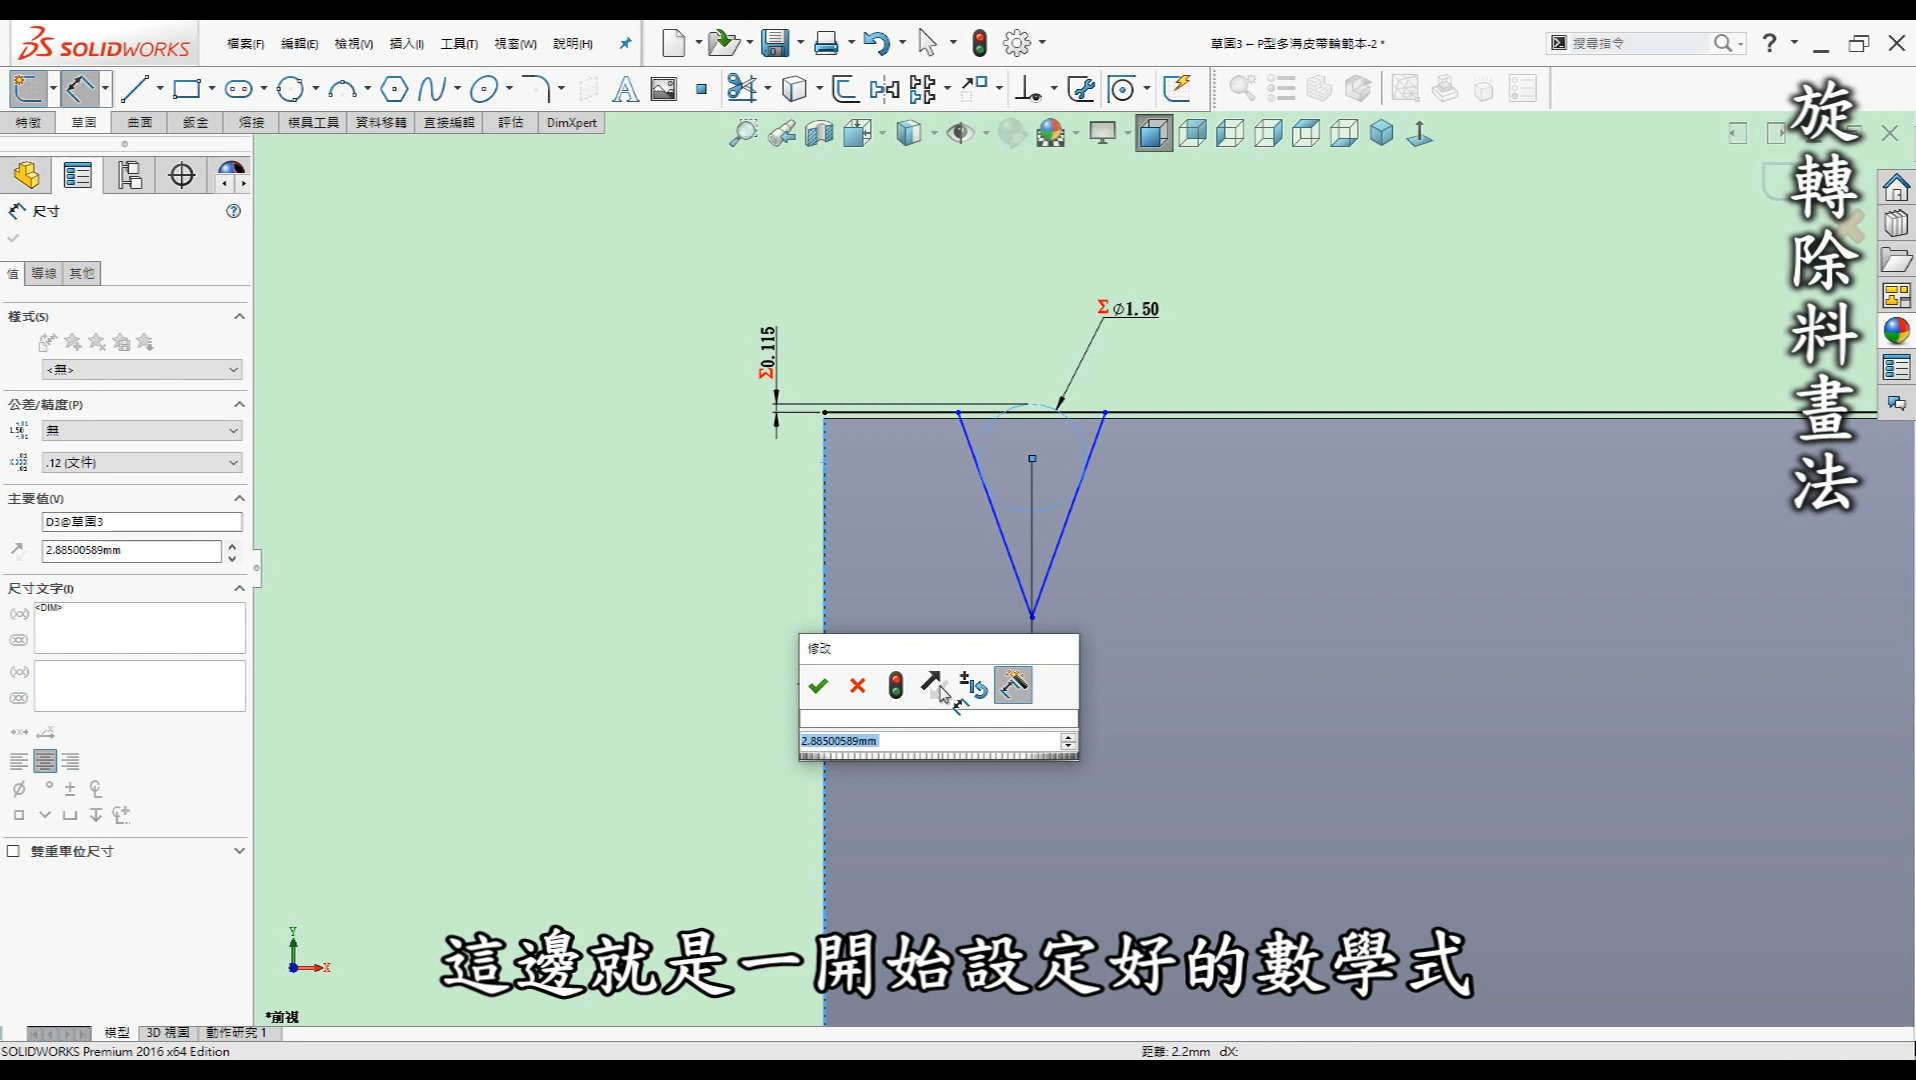 SOLIDWORKS
檔案(F) 編輯(E) 檢視(V) 插入(I) 工具(T) 視窗(W) 說明(H)
草圖3 – P型多溝皮帶輪範本-2 *
搜尋指令
特徵 草圖 曲面 鈑金 熔接 模具工具 資料移轉 直接編輯 評估 DimXpert
旋轉除料畫法
尺寸
值 導線 其他
樣式(S)
<無>
公差/精度(P)
無
.12 (文件)
主要值(V)
D3@草圖3
2.88500589mm
尺寸文字(I)
<DIM>
雙重單位尺寸
Σ0.115
Σ ∅1.50
修改
2.88500589mm
Y
X
這邊就是一開始設定好的數學式
*前視
模型 3D 視圖 動作研究 1
SOLIDWORKS Premium 2016 x64 Edition
距離: 2.2mm dX: